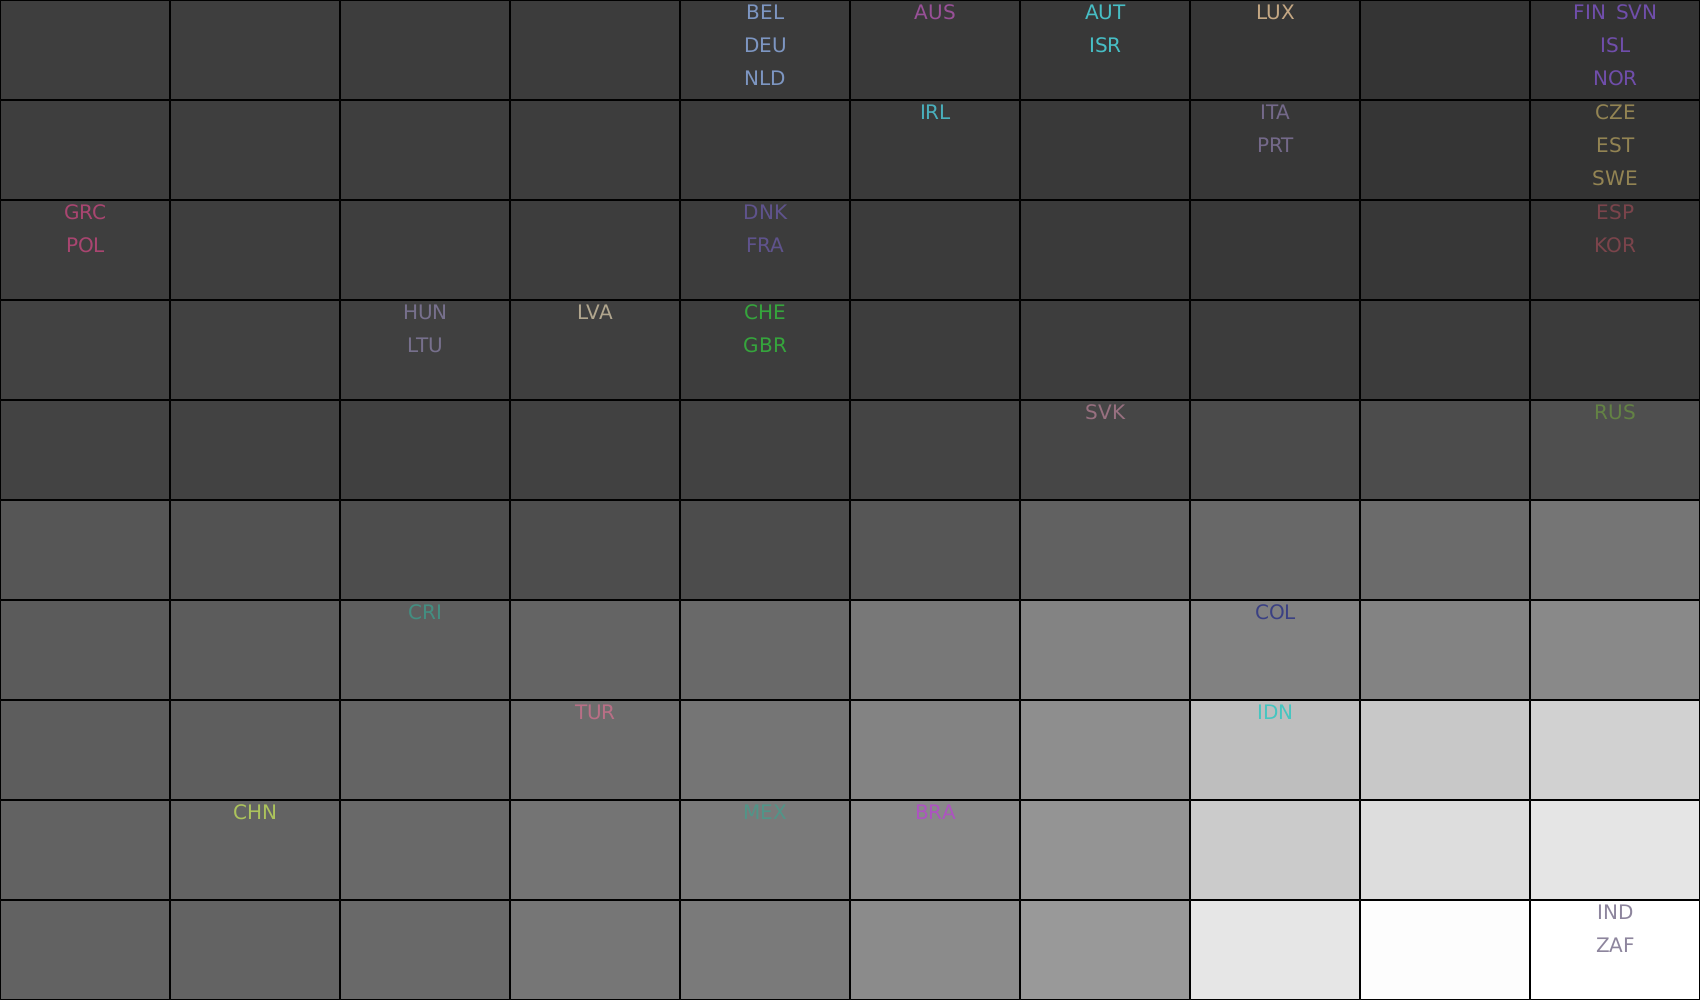 BEL
DEU
NLD
AUS
AUT
ISR
LUX
FIN SVN
ISL
NOR
IRL
ITA
PRT
CZE
EST
SWE
GRC
POL
DNK
FRA
ESP
KOR
HUN
LTU
LVA
CHE
GBR
SVK
RUS
CRI
COL
TUR
IDN
CHN
MEX
BRA
IND
ZAF